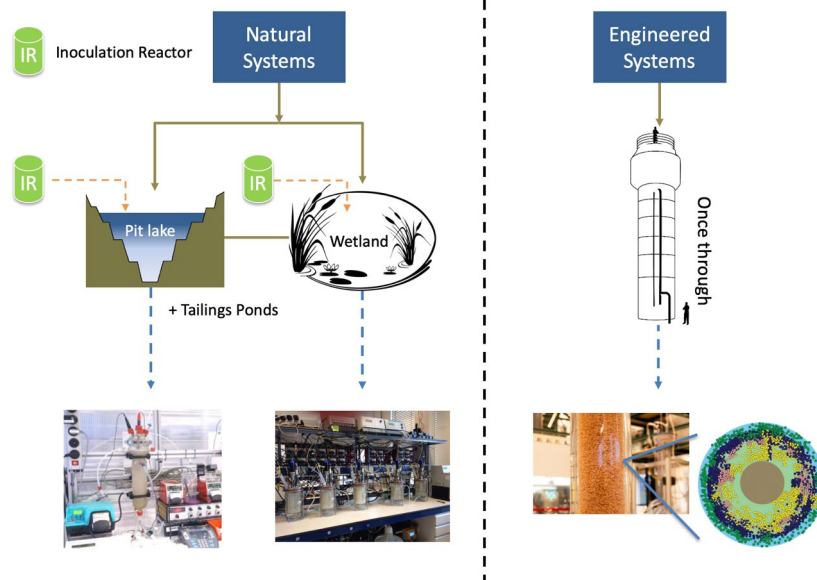 IR
Inoculation Reactor
Natural
Systems
Engineered
Systems
IR
IR
Pit lake
Wetland
Once through
+ Tailings Ponds